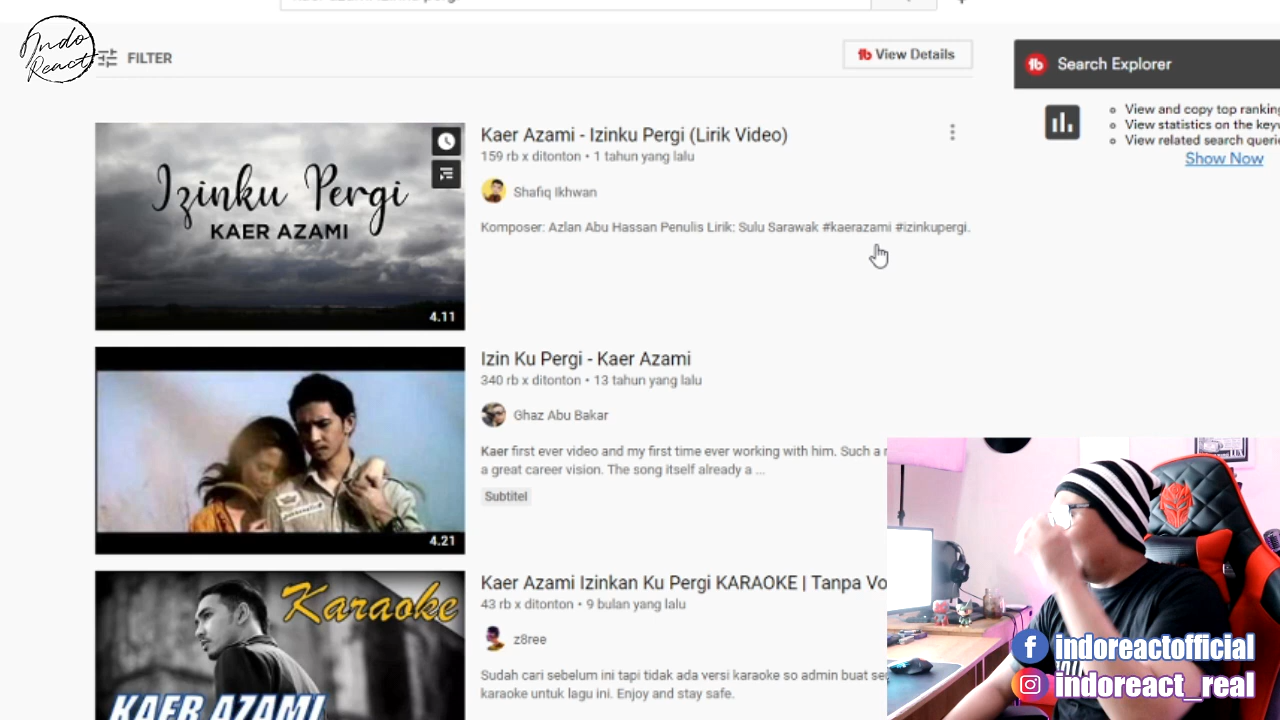 Indo
React
FILTER
View Details
Search Explorer
View and copy top ranking
View statistics on the
View related search
Show Now
Izinku Pergi
KAER AZAMI
4.11
Kaer Azami - Izinku Pergi (Lirik Video)
159 rb x ditonton • 1 tahun yang lalu
Shafiq Ikhwan
Komposer: Azlan Abu Hassan Penulis Lirik: Sulu Sarawak #kaerazami #izinkupergi.
4.21
Izin Ku Pergi - Kaer Azami
340 rb x ditonton • 13 tahun yang lalu
Ghaz Abu Bakar
Kaer first ever video and my first time ever working with him. Such a
a great career vision. The song itself already a ...
Subtitel
Karaoke
KAER AZAMI
Kaer Azami Izinkan Ku Pergi KARAOKE | Tanpa Vo
43 rb x ditonton • 9 bulan yang lalu
z8ree
Sudah cari sebelum ini tapi tidak ada versi karaoke so admin buat
karaoke untuk lagu ini. Enjoy and stay safe.
indoreactofficial
indoreact_real